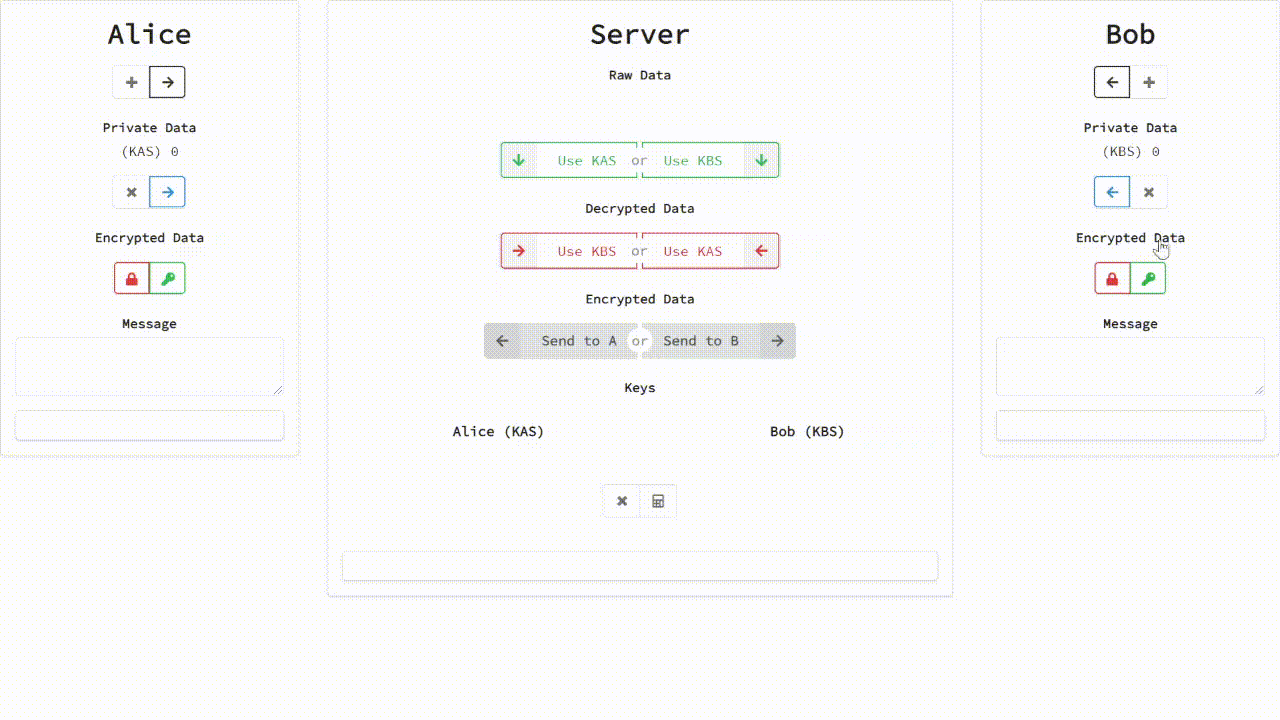 Alice
Private Data
(KAS) 0
Encrypted Data
Message
Server
Raw Data
Use KAS or Use KBS
Decrypted Data
Use KBS or Use KAS
Encrypted Data
Send to A or Send to B
Keys
Alice (KAS) Bob (KBS)
Bob
Private Data
(KBS) 0
Encrypted Data
Message